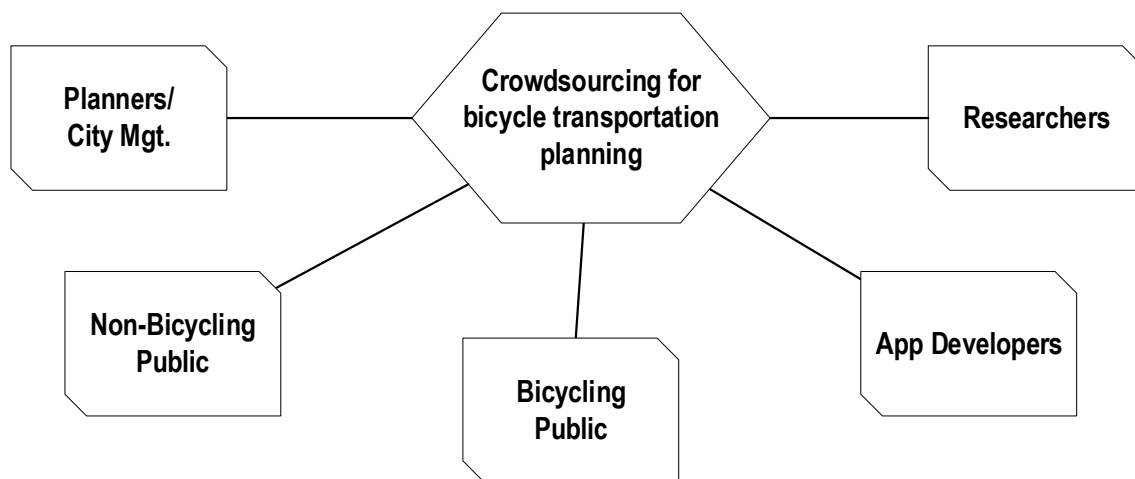 Crowdsourcing for
bicycle transportation
planning
Planners/
City Mgt.
Researchers
Non-Bicycling
Public
Bicycling
Public
App Developers